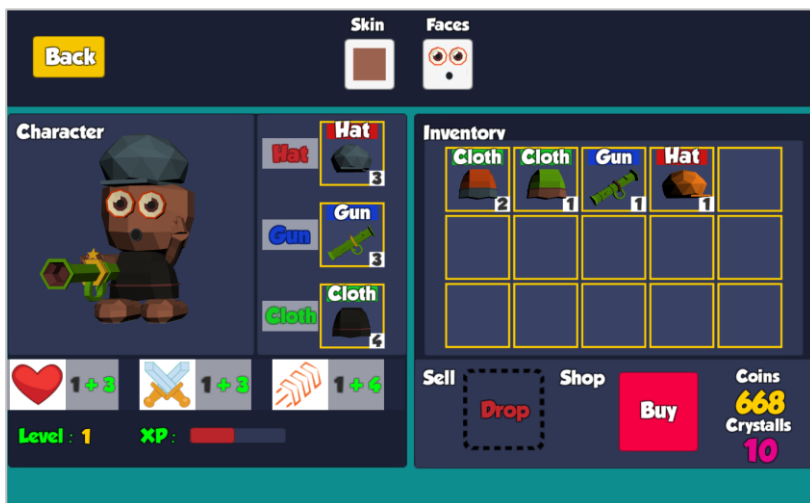 Skin Faces
Back
Character
Hat Hat
3
Gun Gun
3
Cloth Cloth
4
1 + 3 1 + 3 1 + 4
Level : 1 XP :
Inventory
Cloth Cloth Gun Hat
2 1 1 1
Sell Drop Shop Buy
Coins
668
Crystalls
10